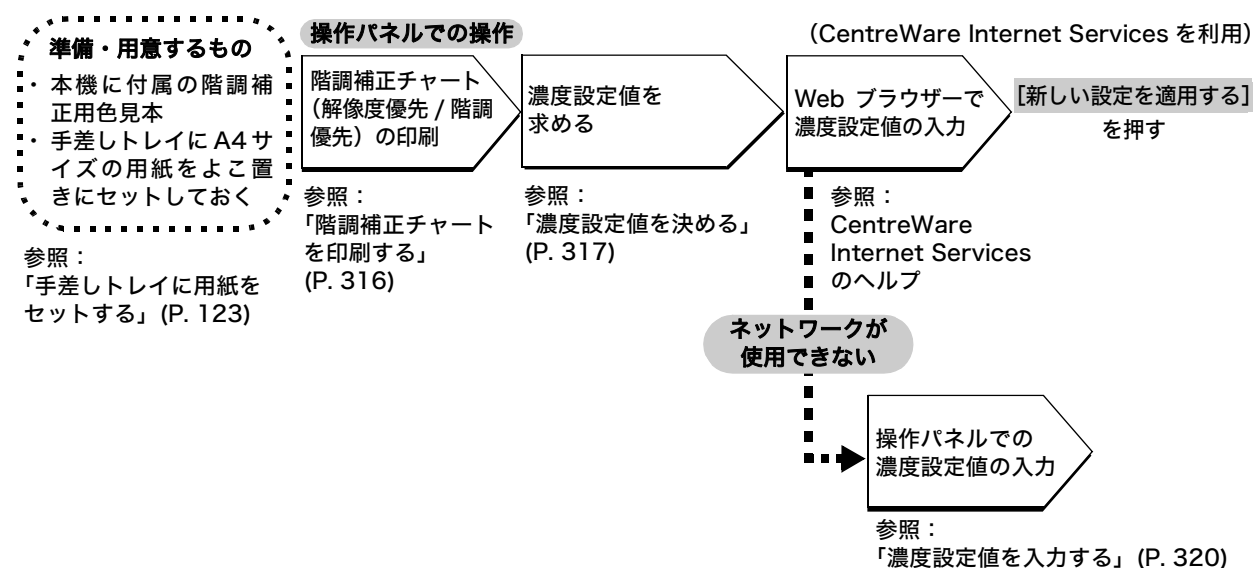 準備・用意するもの
・ 本機に付属の階調補
正用色見本
・ 手差しトレイに A4 サ
イズの用紙をよこ置
きにセットしておく
参照：
「手差しトレイに用紙を
セットする」(P. 123)
操作パネルでの操作
階調補正チャート
（解像度優先 / 階調
優先）の印刷
参照：
「階調補正チャート
を印刷する」
(P. 316)
濃度設定値を
求める
参照：
「濃度設定値を決める」
(P. 317)
（CentreWare Internet Services を利用）
Web ブラウザーで
濃度設定値の入力
参照：
CentreWare
Internet Services
のヘルプ
［新しい設定を適用する］
を押す
ネットワークが
使用できない
操作パネルでの
濃度設定値の入力
参照：
「濃度設定値を入力する」(P. 320)